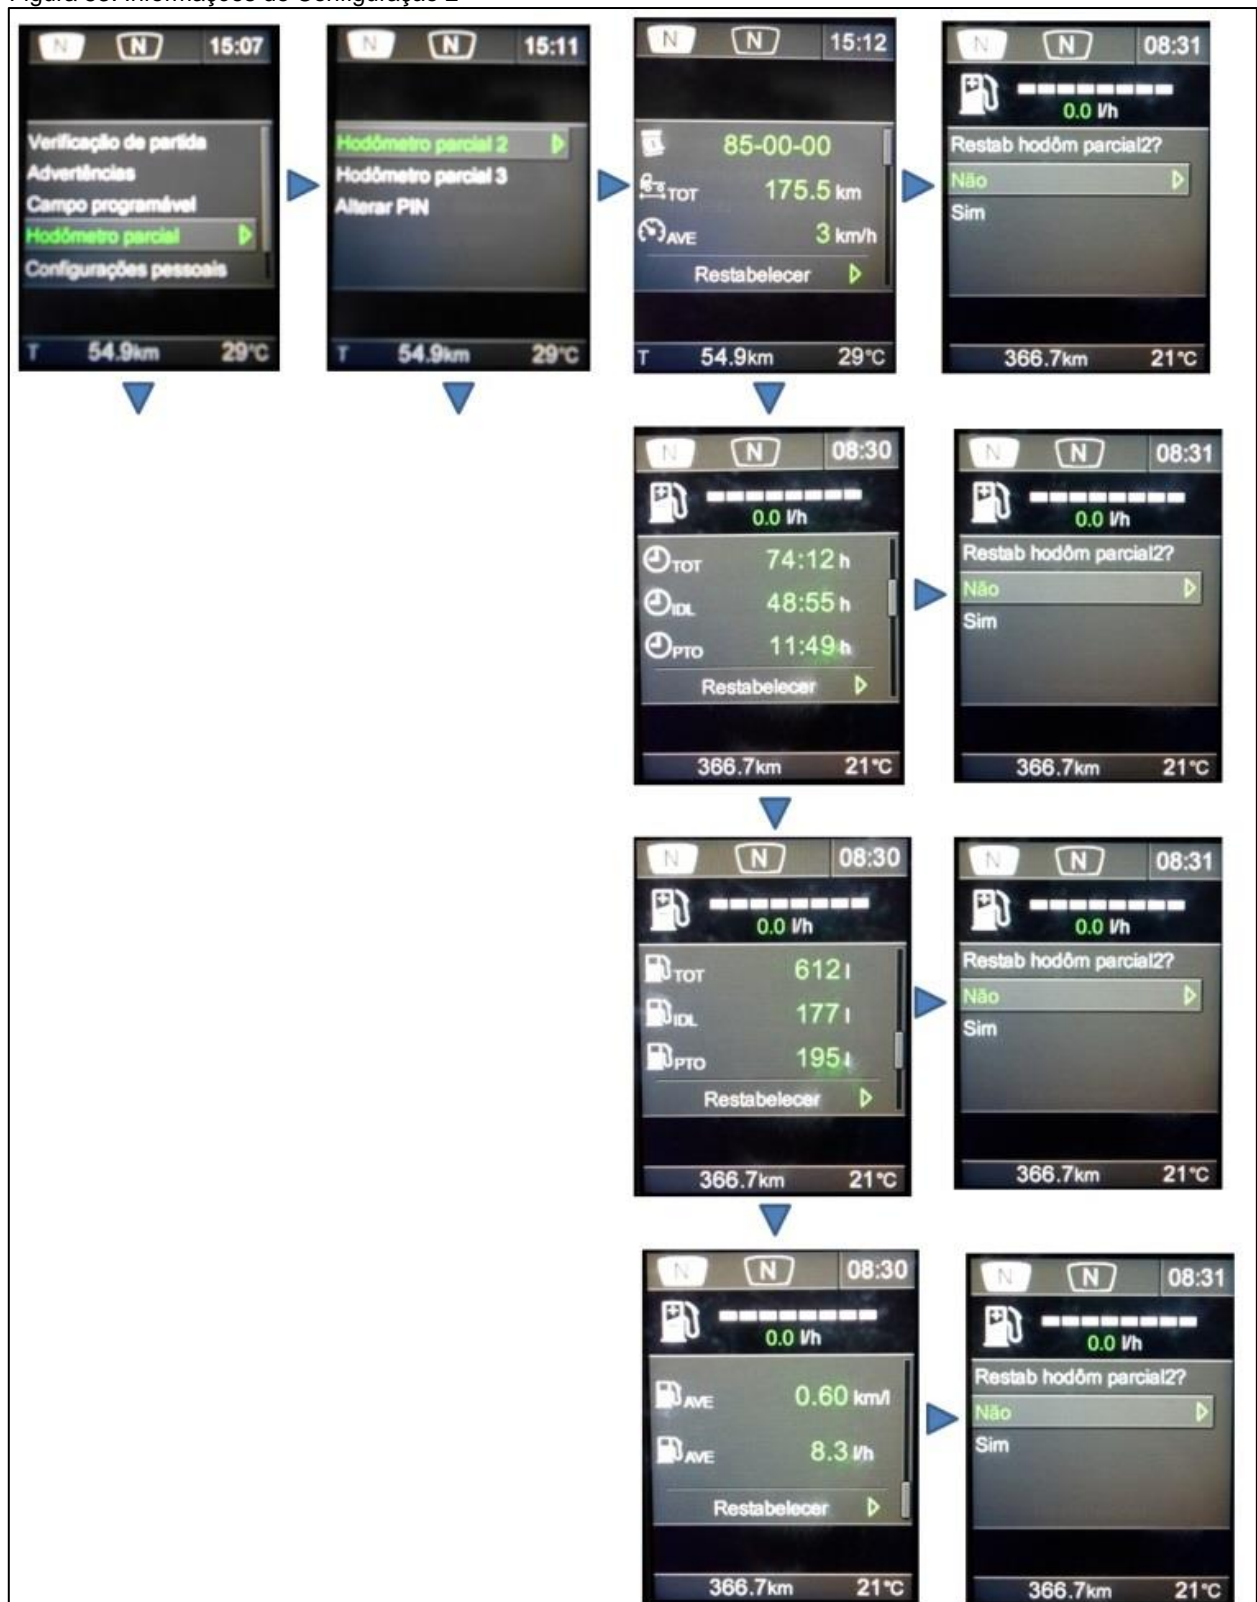 N N 15:07
Verificação de partida
Advertências
Campo programável
Hodômetro parcial
Configurações pessoais
T 54.9km 29°C
N N 15:11
Hodômetro parcial 2
Hodômetro parcial 3
Alterar PIN
T 54.9km 29°C
N N 15:12
85-00-00
TOT 175.5 km
AVE 3 km/h
Restabelecer
T 54.9km 29°C
N N 08:31
0.0 l/h
Restab hodôm parcial2?
Não
Sim
366.7km 21°C
N N 08:30
0.0 l/h
TOT 74:12 h
IDL 48:55 h
PTO 11:49 h
Restabelecer
366.7km 21°C
N N 08:31
0.0 l/h
Restab hodôm parcial2?
Não
Sim
366.7km 21°C
N N 08:30
0.0 l/h
TOT 612 l
IDL 177 l
PTO 195 l
Restabelecer
366.7km 21°C
N N 08:31
0.0 l/h
Restab hodôm parcial2?
Não
Sim
366.7km 21°C
N N 08:30
0.0 l/h
AVE 0.60 km/l
AVE 8.3 l/h
Restabelecer
366.7km 21°C
N N 08:31
0.0 l/h
Restab hodôm parcial2?
Não
Sim
366.7km 21°C